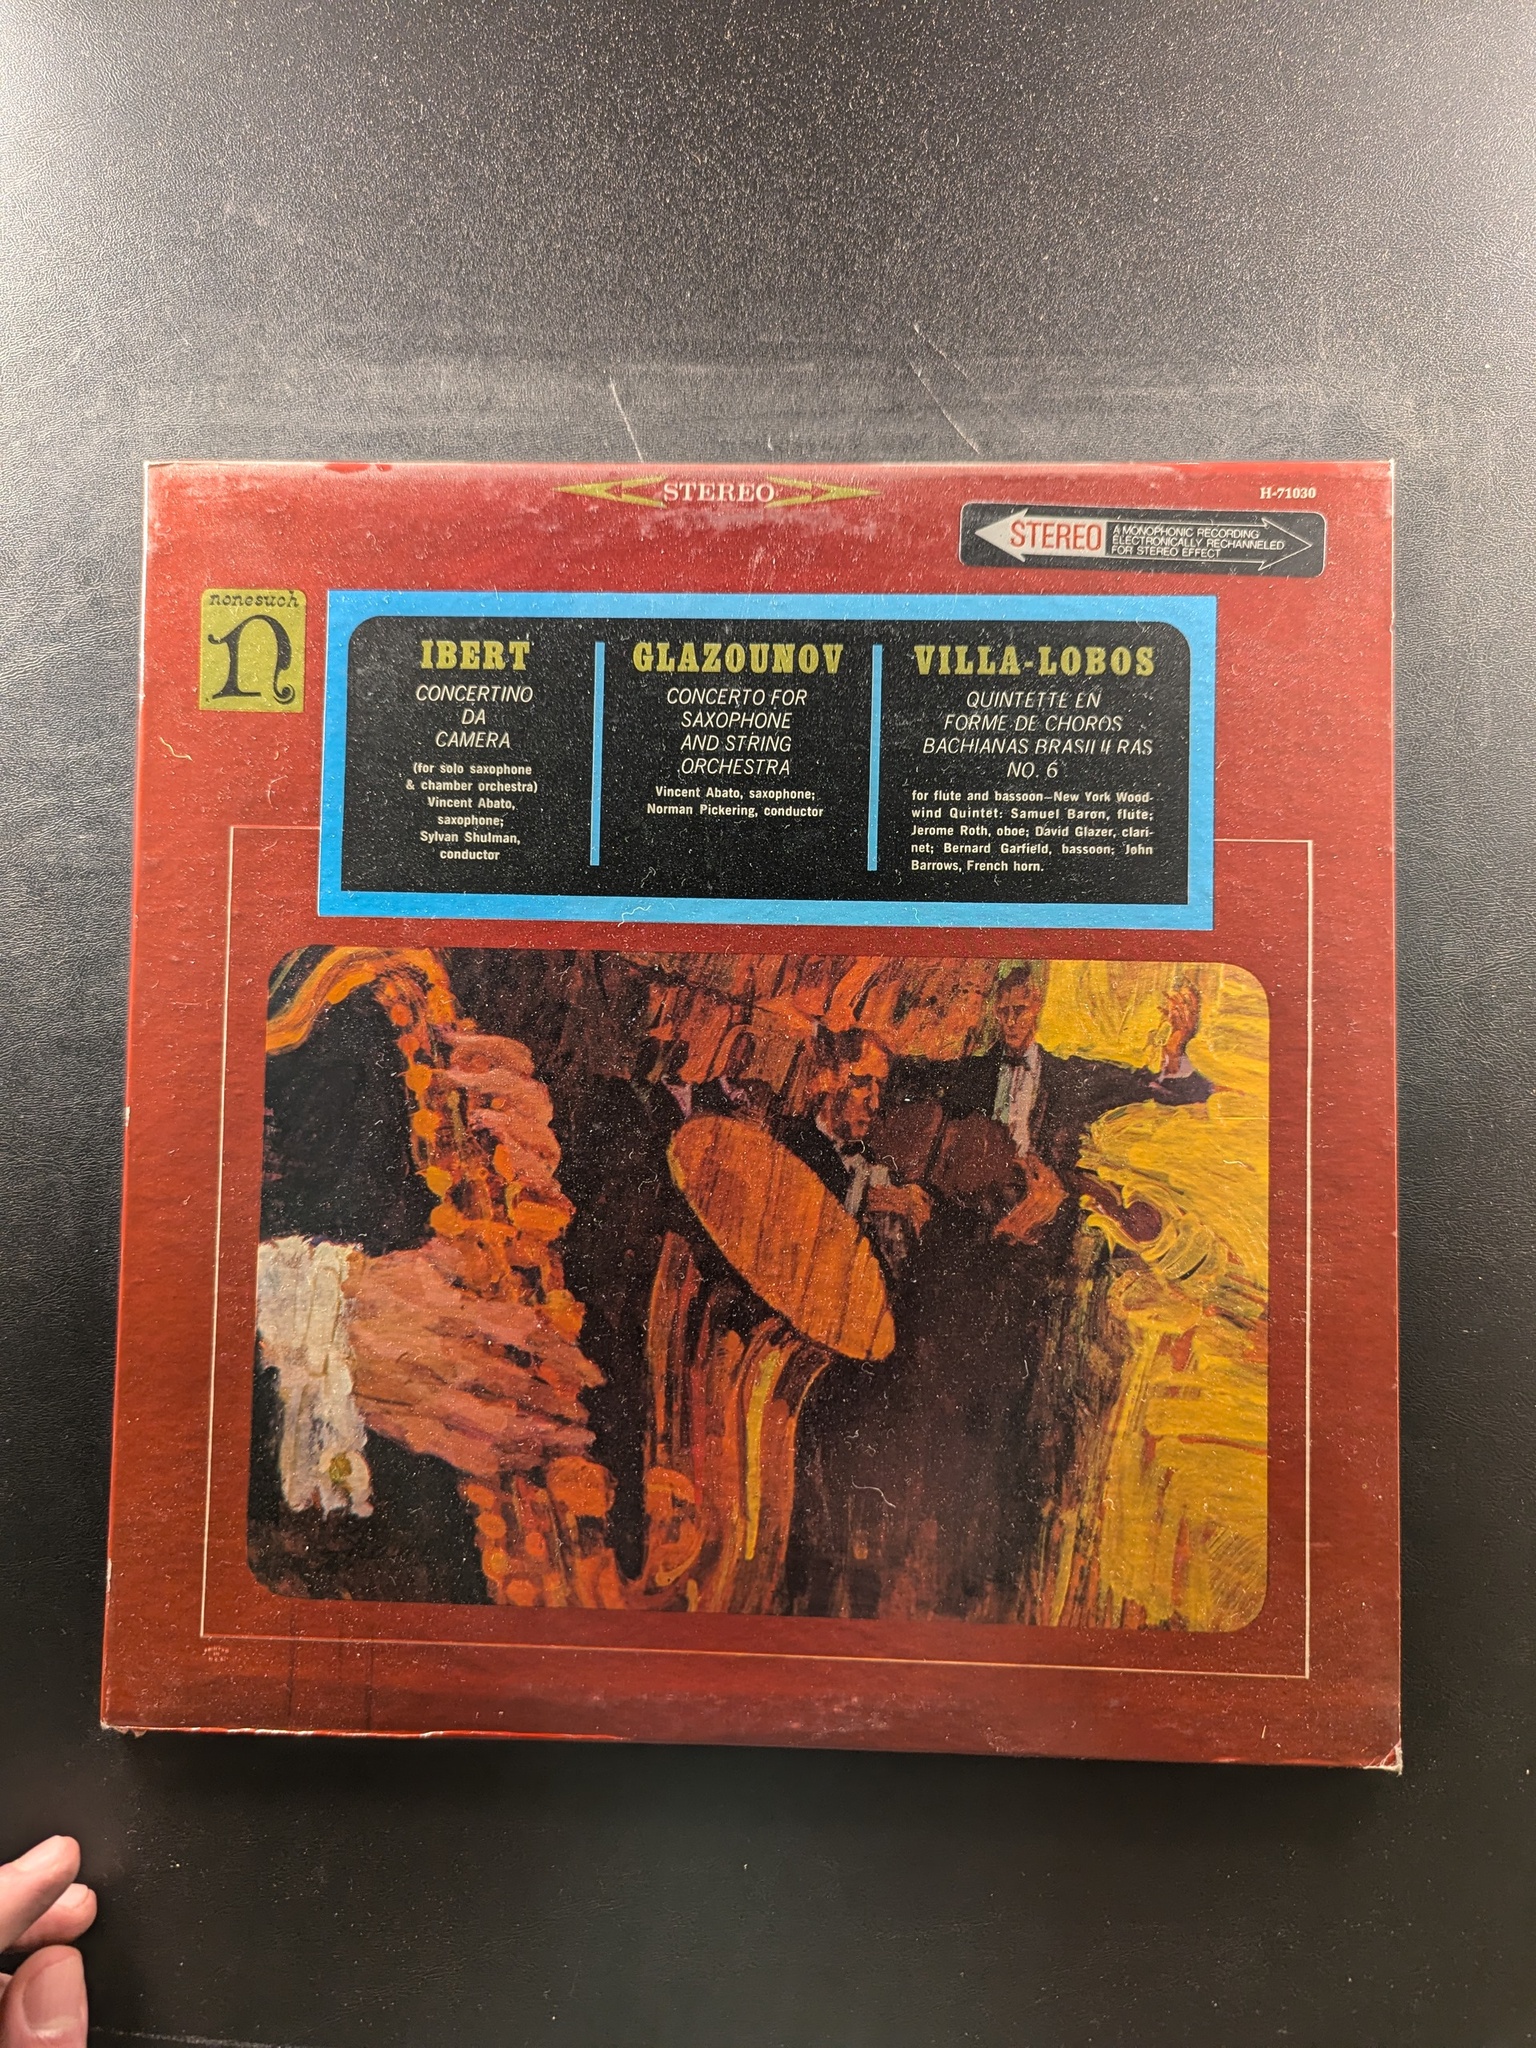 STEREO
H-71030
STEREO
A MONOPHONIC RECORDING
ELECTRONICALLY RECHANNELED
FOR STEREO EFFECT
nonesuch
n
IBERT
CONCERTINO
DA
CAMERA
(for solo saxophone
& chamber orchestra)
Vincent Abato,
saxophone;
Sylvan Shulman,
conductor
GLAZOUNOV
CONCERTO FOR
SAXOPHONE
AND STRING
ORCHESTRA
Vincent Abato, saxophone;
Norman Pickering, conductor
VILLA-LOBOS
QUINTETTE EN
FORME DE CHOROS
BACHIANAS BRASILEIRAS
NO. 6
for flute and bassoon—New York Wood-
wind Quintet: Samuel Baron, flute;
Jerome Roth, oboe; David Glazer, clari-
net; Bernard Garfield, bassoon; John
Barrows, French horn.